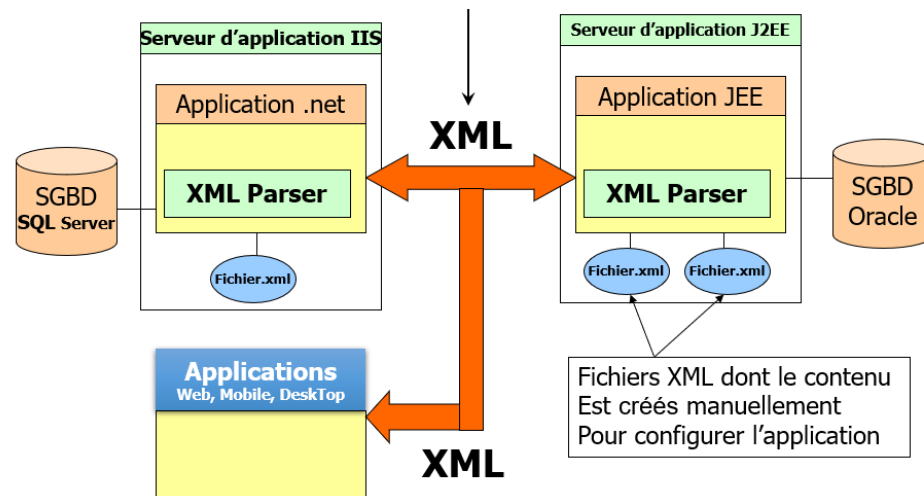 Serveur d'application IIS
Application .net
XML Parser
Fichier.xml
SGBD
SQL Server
XML
Serveur d'application J2EE
Application JEE
XML Parser
Fichier.xml
Fichier.xml
SGBD
Oracle
Applications
Web, Mobile, DeskTop
XML
Fichiers XML dont le contenu
Est créés manuellement
Pour configurer l'application